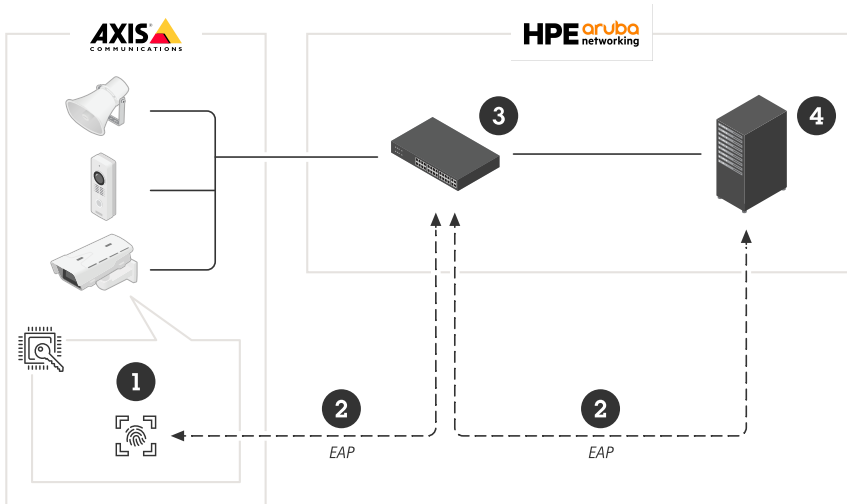 AXIS
COMMUNICATIONS
HPE aruba
networking
3
4
1
2
2
EAP
EAP